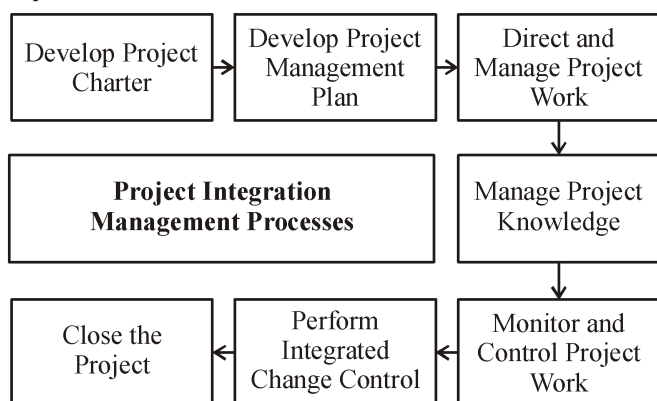 Develop Project
Charter
Develop Project
Management
Plan
Direct and
Manage Project
Work
Project Integration
Management Processes
Manage Project
Knowledge
Close the
Project
Perform
Integrated
Change Control
Monitor and
Control Project
Work